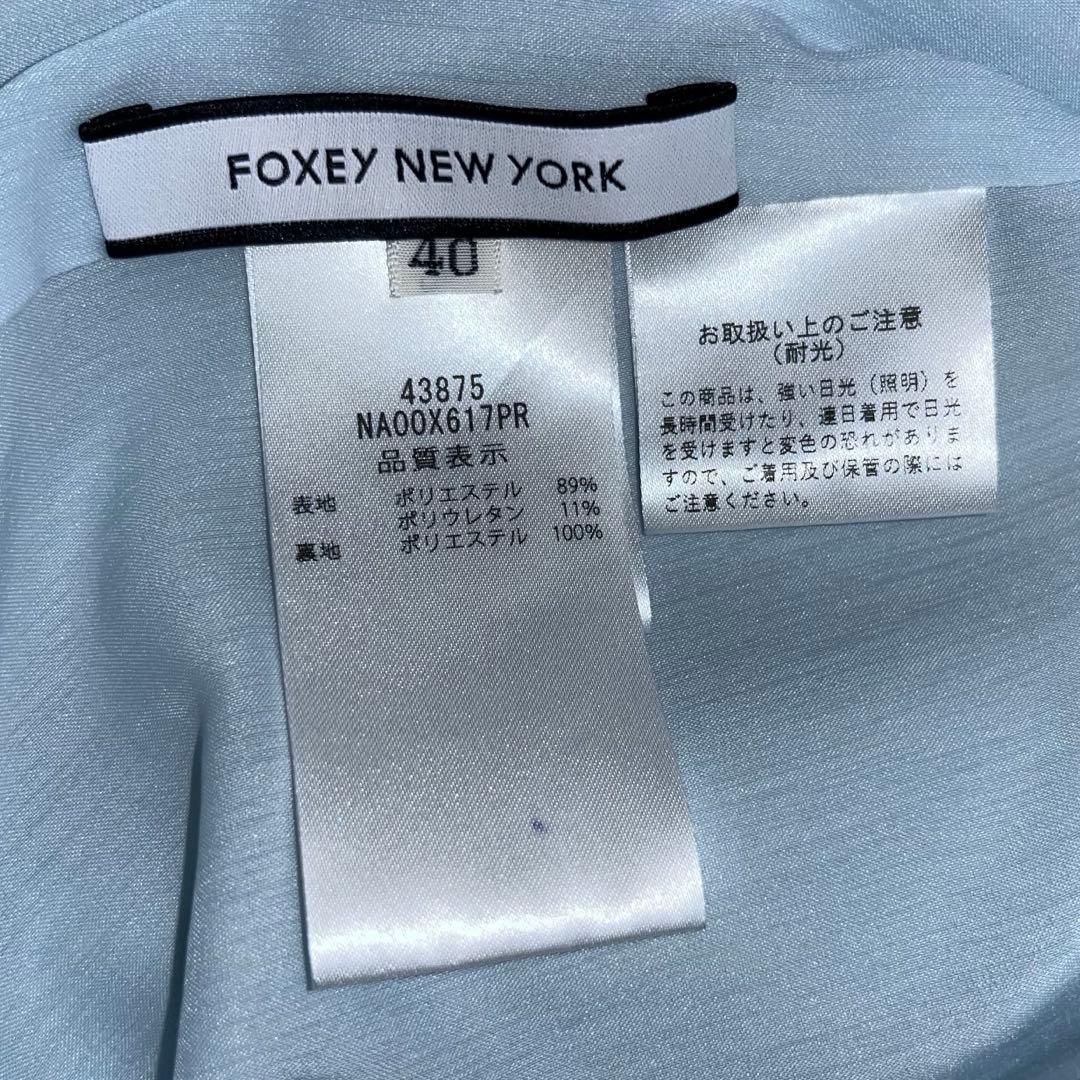 FOXEY NEW YORK
40
43875
NA00X617PR
品質表示
表地 ポリエステル 89%
ポリウレタン 11%
裏地 ポリエステル 100%
お取扱い上のご注意
(耐光)
この商品は、強い日光(照明)を
長時間受けたり、連日着用で日光
を受けますと変色の恐れがありま
すので、ご着用及び保管の際には
ご注意ください。